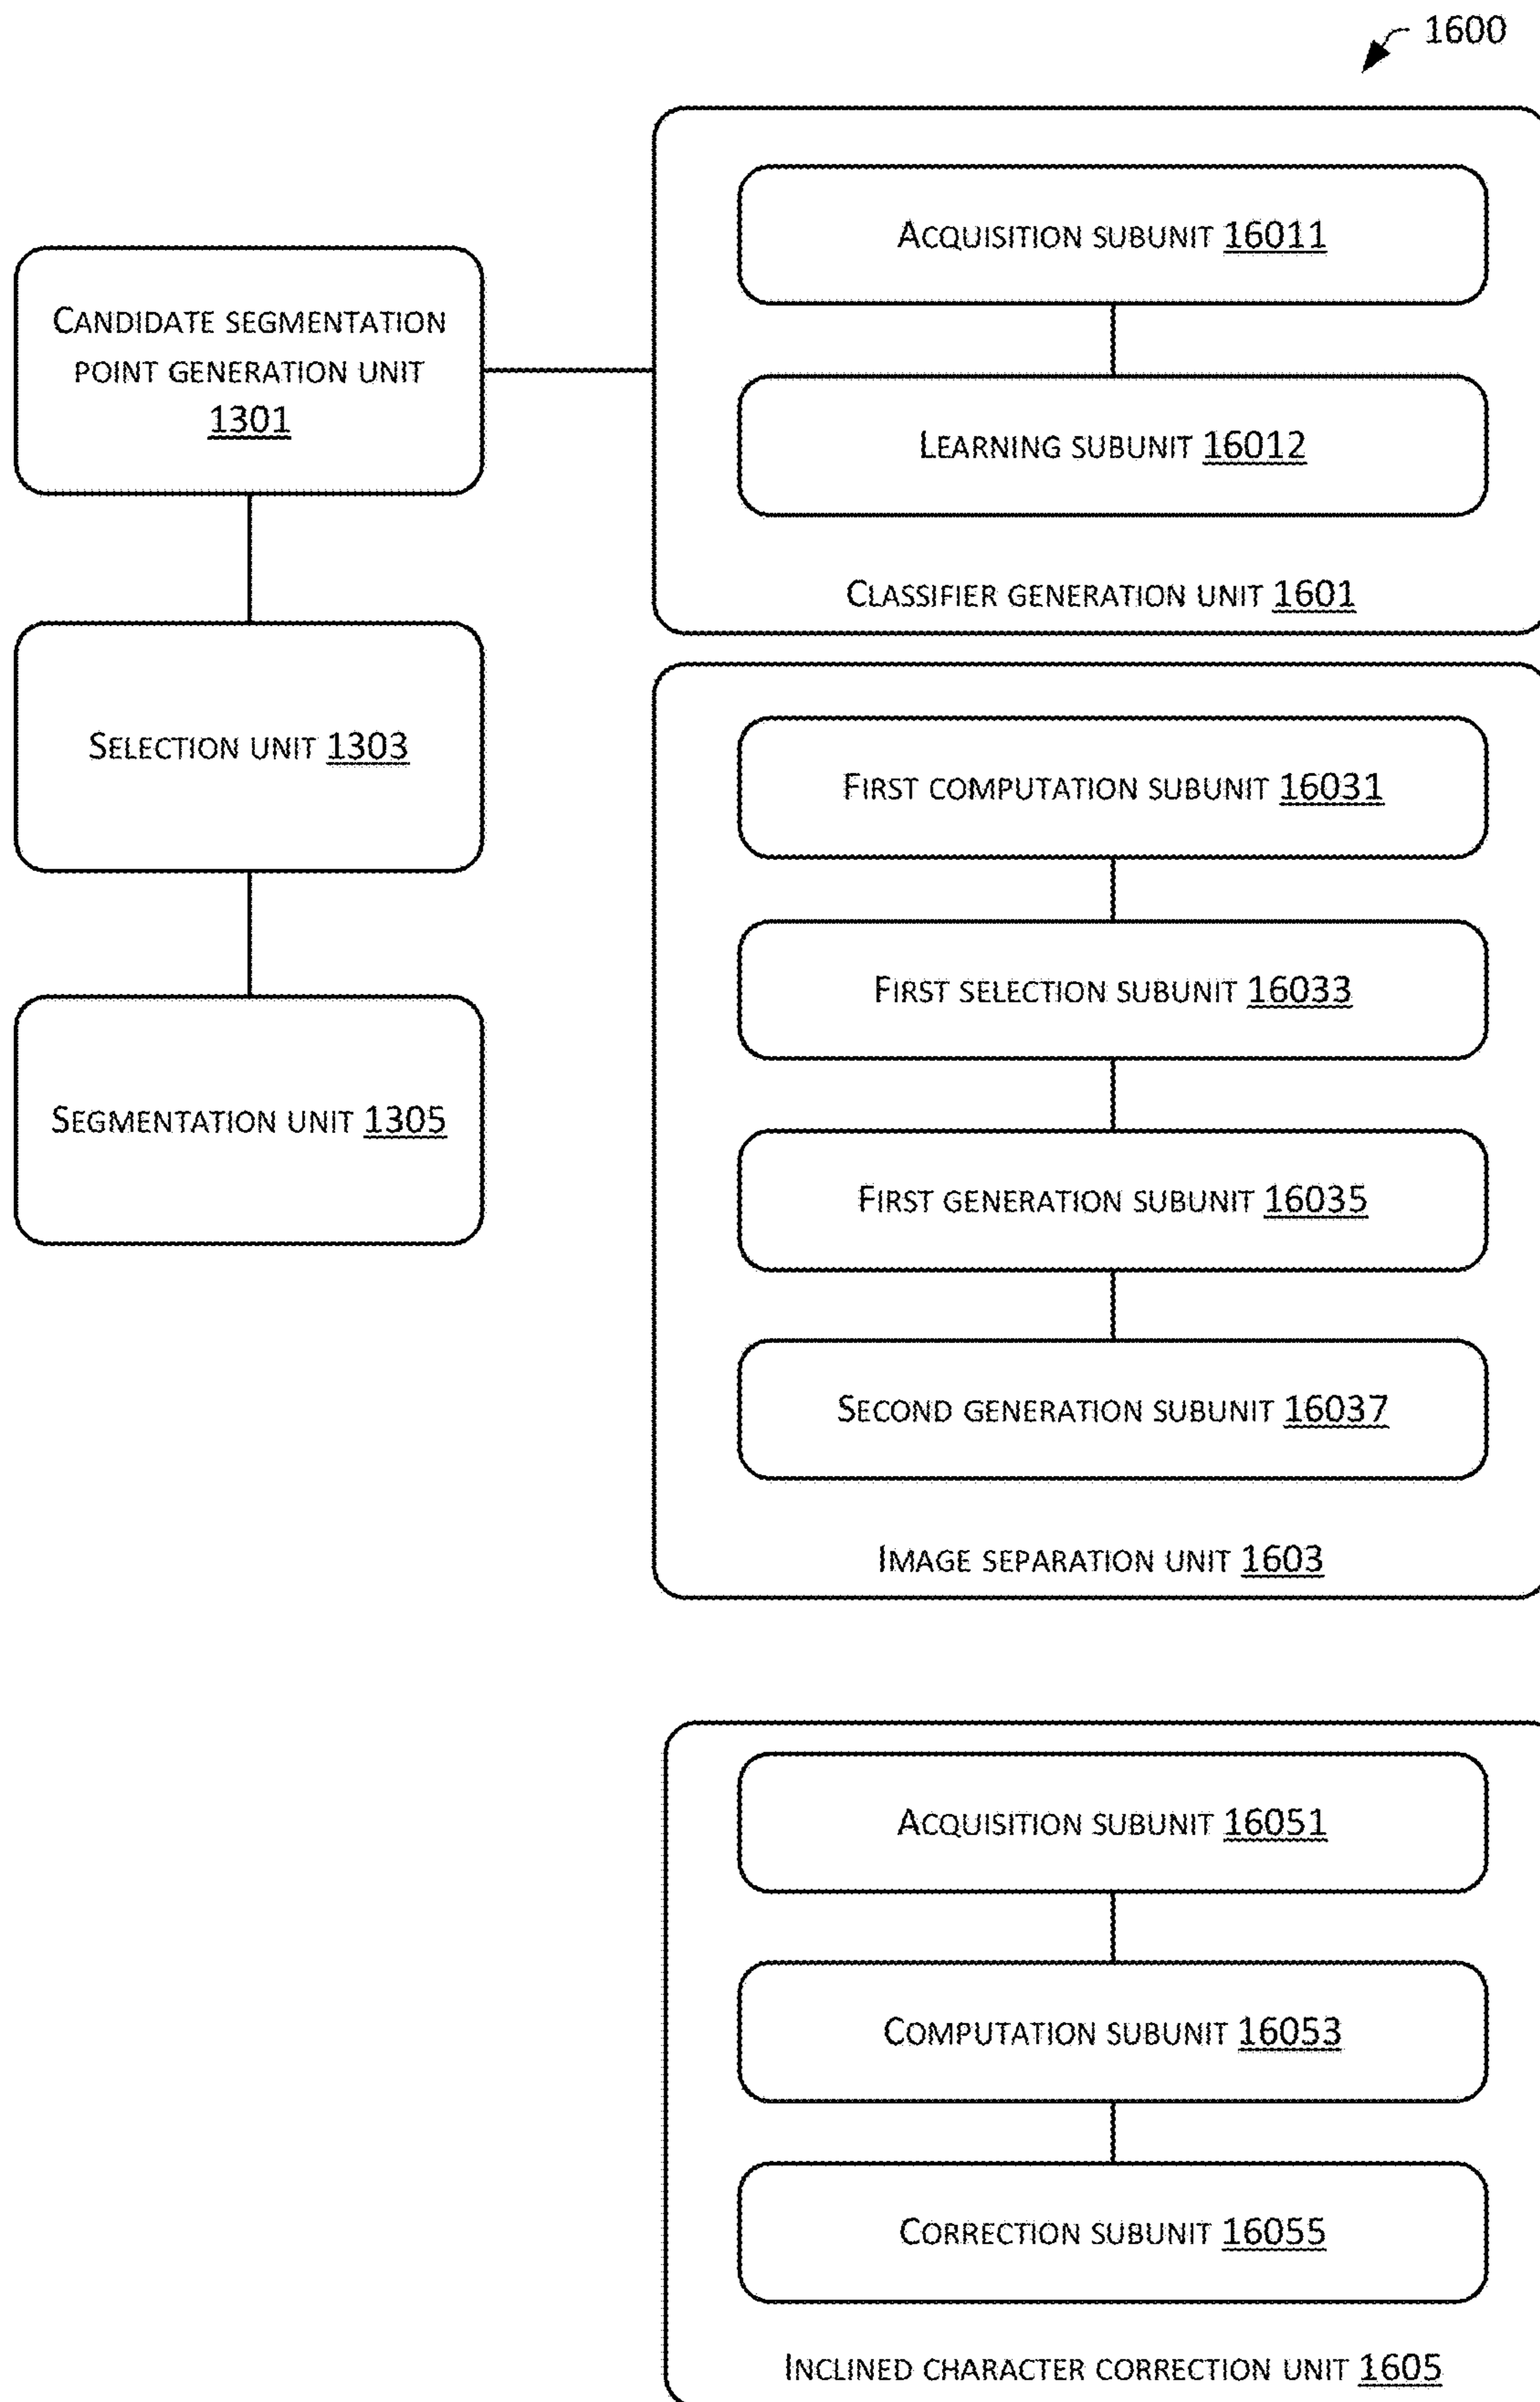 1600
CANDIDATE SEGMENTATION
POINT GENERATION UNIT
1301
SELECTION UNIT 1303
SEGMENTATION UNIT 1305
ACQUISITION SUBUNIT 16011
LEARNING SUBUNIT 16012
CLASSIFIER GENERATION UNIT 1601
FIRST COMPUTATION SUBUNIT 16031
FIRST SELECTION SUBUNIT 16033
FIRST GENERATION SUBUNIT 16035
SECOND GENERATION SUBUNIT 16037
IMAGE SEPARATION UNIT 1603
ACQUISITION SUBUNIT 16051
COMPUTATION SUBUNIT 16053
CORRECTION SUBUNIT 16055
INCLINED CHARACTER CORRECTION UNIT 1605